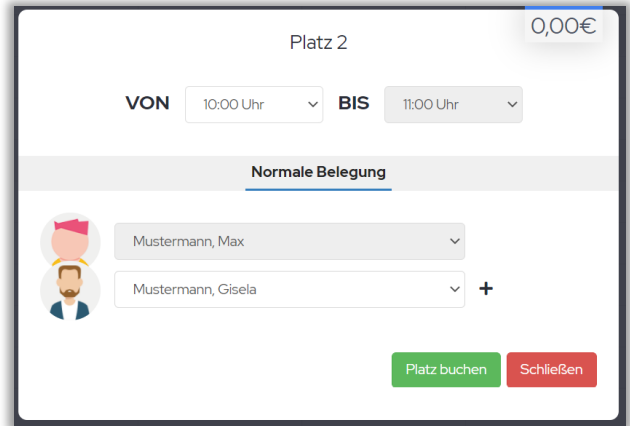 0,00€
Platz 2
VON 10:00 Uhr BIS 11:00 Uhr
Normale Belegung
Mustermann, Max
Mustermann, Gisela +
Platz buchen Schließen